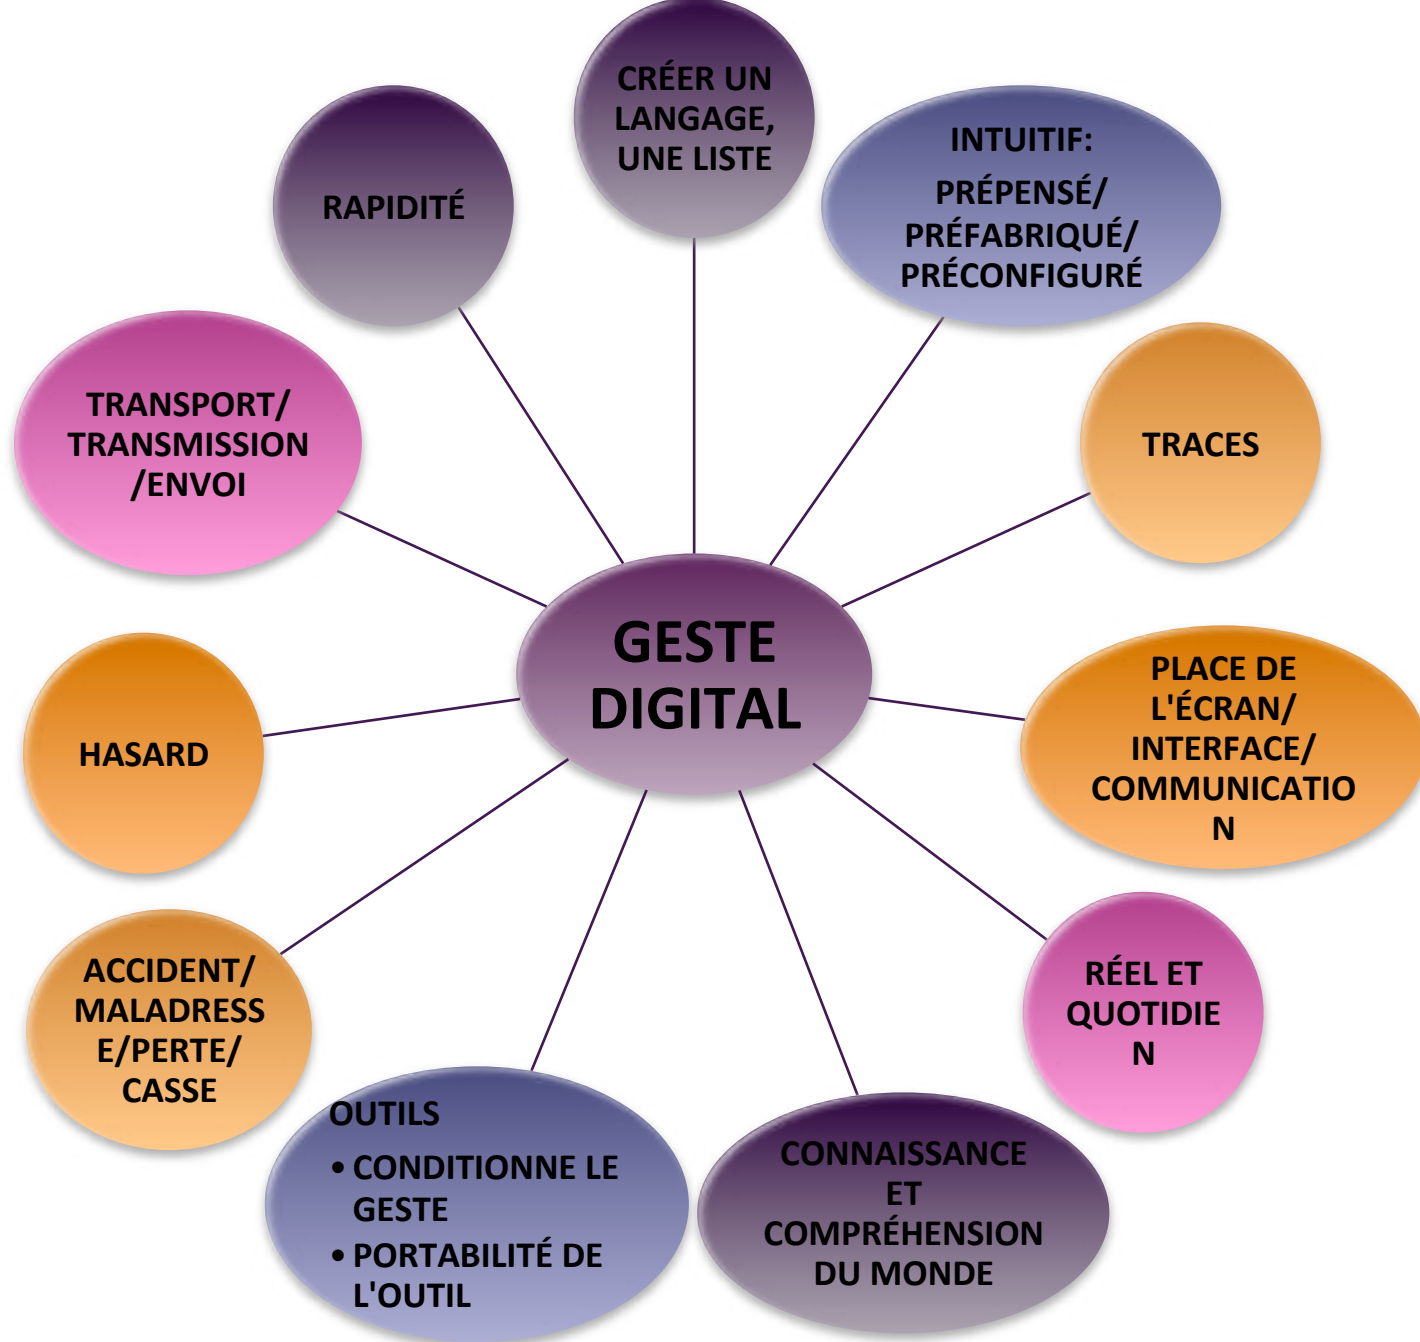 CRÉER UN
LANGAGE,
UNE LISTE
INTUITIF:
PRÉPENSÉ/
PRÉFABRIQUÉ/
PRÉCONFIGURÉ
TRACES
PLACE DE
L'ÉCRAN/
INTERFACE/
COMMUNICATIO
N
RÉEL ET
QUOTIDIE
N
CONNAISSANCE
ET
COMPRÉHENSION
DU MONDE
OUTILS
• CONDITIONNE LE
GESTE
• PORTABILITÉ DE
L'OUTIL
ACCIDENT/
MALADRESS
E/PERTE/
CASSE
HASARD
TRANSPORT/
TRANSMISSION
/ENVOI
RAPIDITÉ
GESTE
DIGITAL